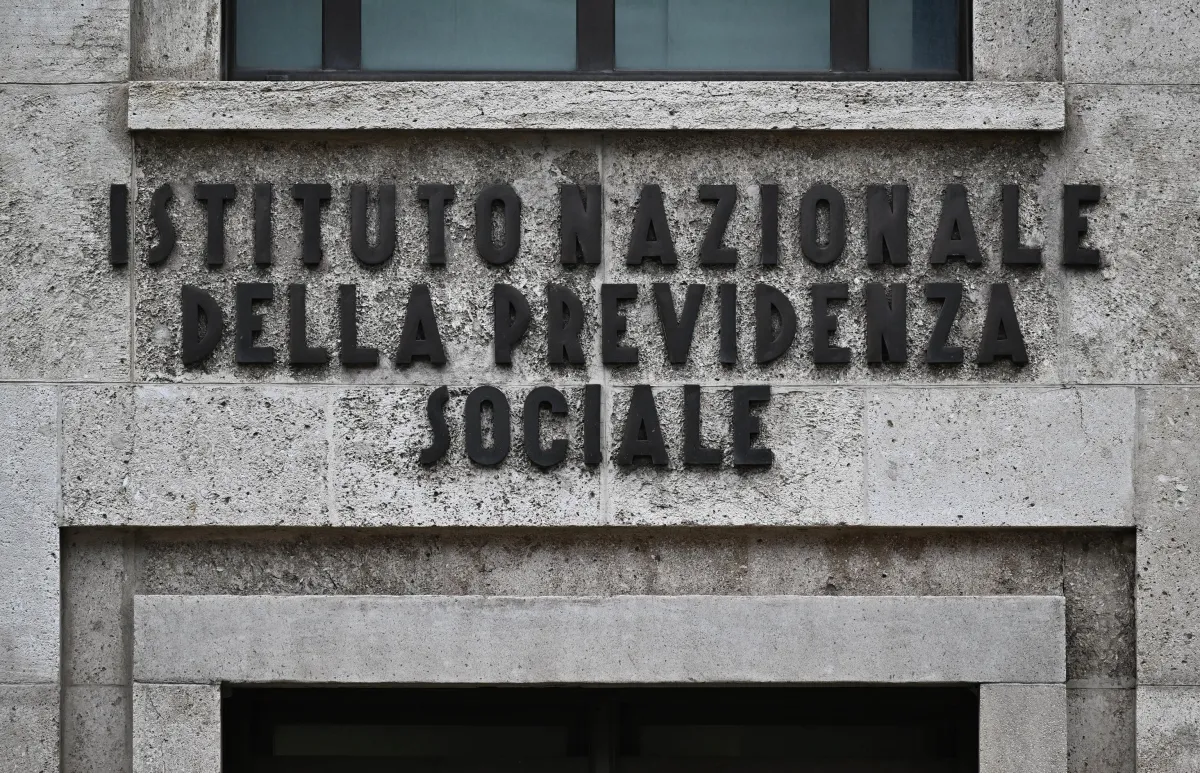 ISTITUTO NAZIONALE
DELLA PREVIDENZA
SOCIALE